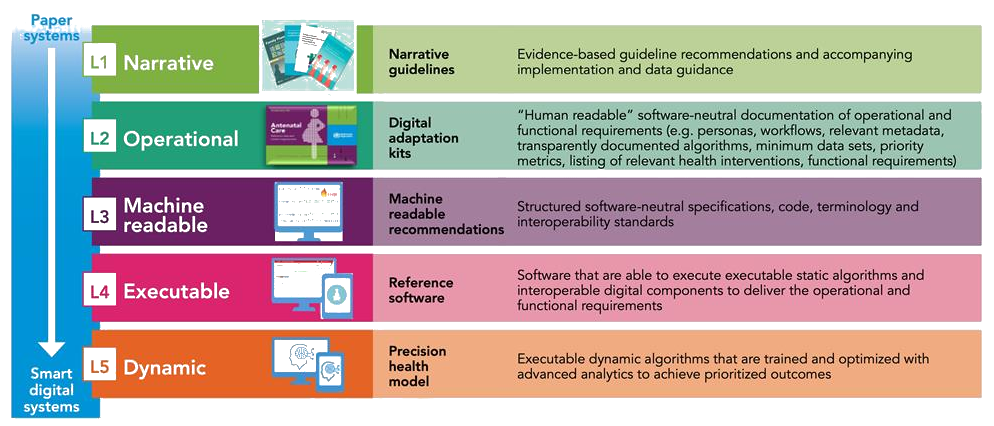 Paper
systems
L1 Narrative
Narrative
guidelines
Evidence-based guideline recommendations and accompanying
implementation and data guidance
L2 Operational
Antenatal
Care
Digital
adaptation
kits
“Human readable” software-neutral documentation of operational and
functional requirements (e.g. personas, workflows, relevant metadata,
transparently documented algorithms, minimum data sets, priority
metrics, listing of relevant health interventions, functional requirements)
L3 Machine
readable
Machine
readable
recommendations
Structured software-neutral specifications, code, terminology and
interoperability standards
L4 Executable
Reference
software
Software that are able to execute executable static algorithms and
interoperable digital components to deliver the operational and
functional requirements
L5 Dynamic
Precision
health
model
Executable dynamic algorithms that are trained and optimized with
advanced analytics to achieve prioritized outcomes
Smart
digital
systems